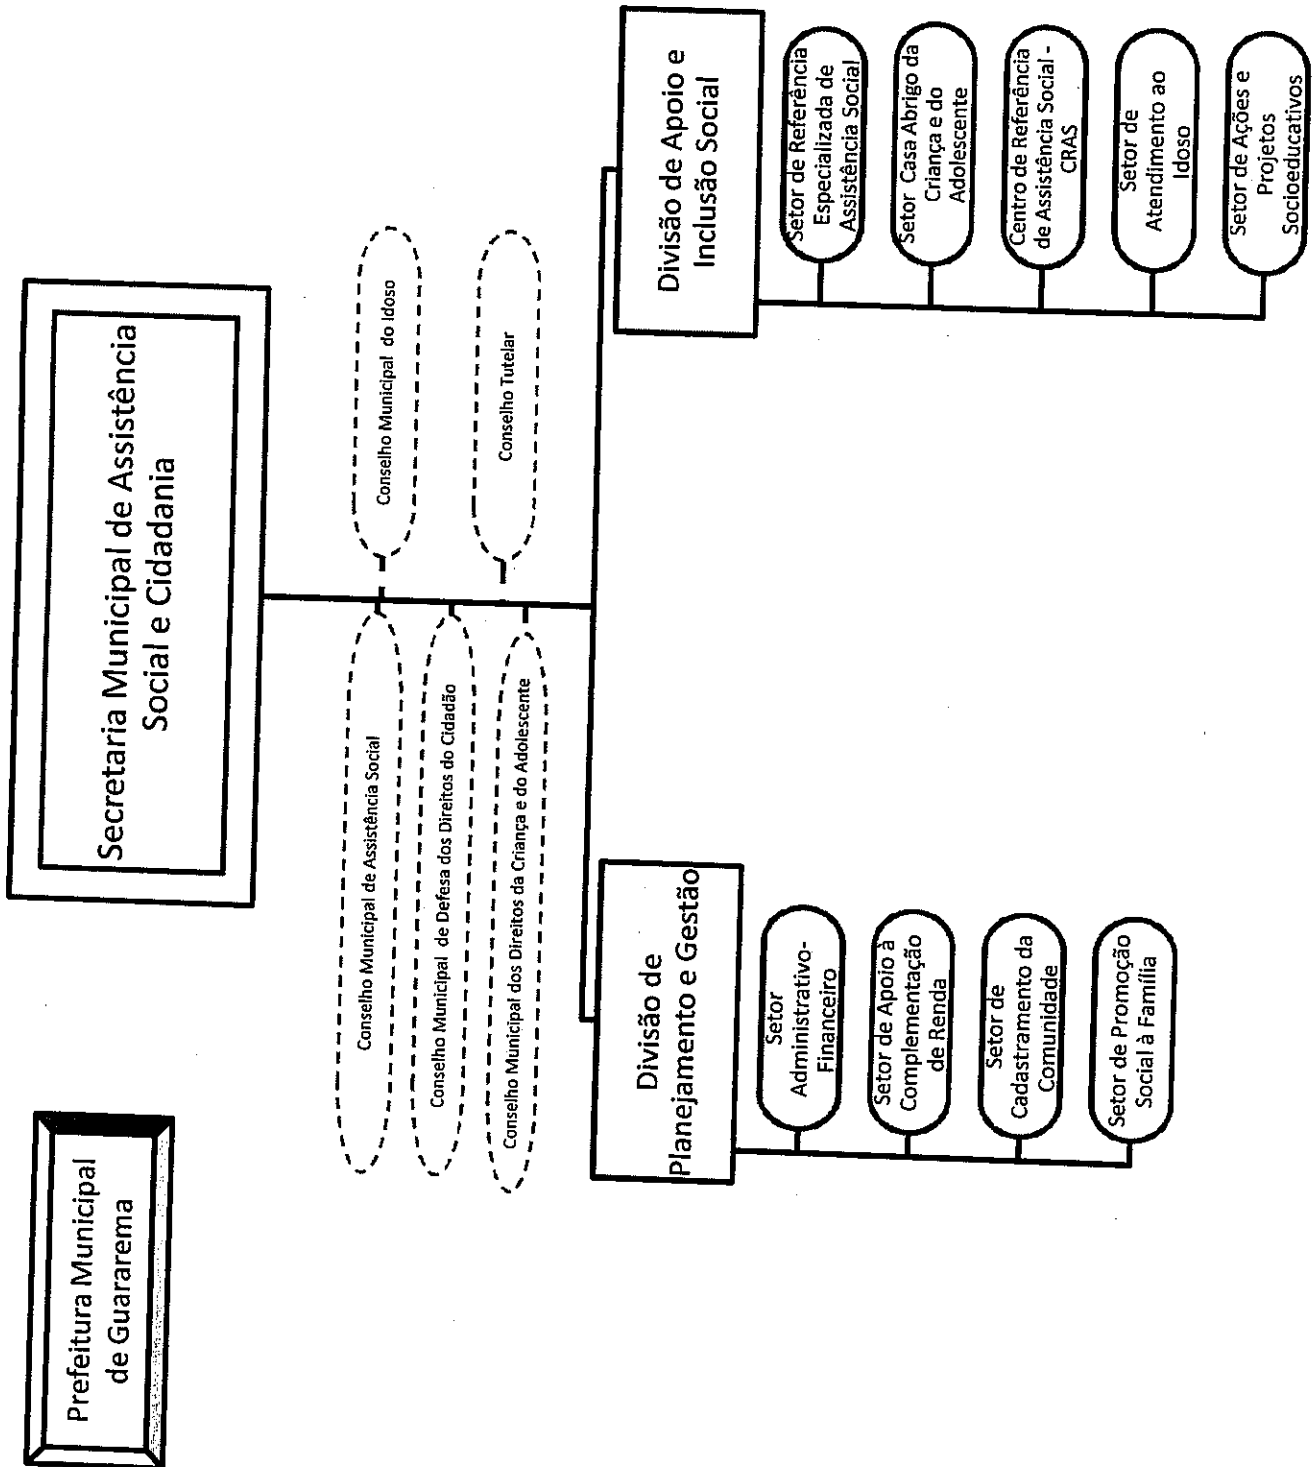 Prefeitura Municipal
de Guararema
Secretaria Municipal de Assistência
Social e Cidadania
Conselho Municipal de Assistência Social
Conselho Municipal do Idoso
Conselho Municipal de Defesa dos Direitos do Cidadão
Conselho Tutelar
Conselho Municipal dos Direitos da Criança e do Adolescente
Divisão de
Planejamento e Gestão
Setor
Administrativo-
Financeiro
Setor de Apoio à
Complementação
de Renda
Setor de
Cadastramento da
Comunidade
Setor de Promoção
Social à Família
Divisão de Apoio e
Inclusão Social
Setor de Referência
Especializada de
Assistência Social
Setor Casa Abrigo da
Criança e do
Adolescente
Centro de Referência
de Assistência Social -
CRAS
Setor de
Atendimento ao
Idoso
Setor de Ações e
Projetos
Socioeducativos